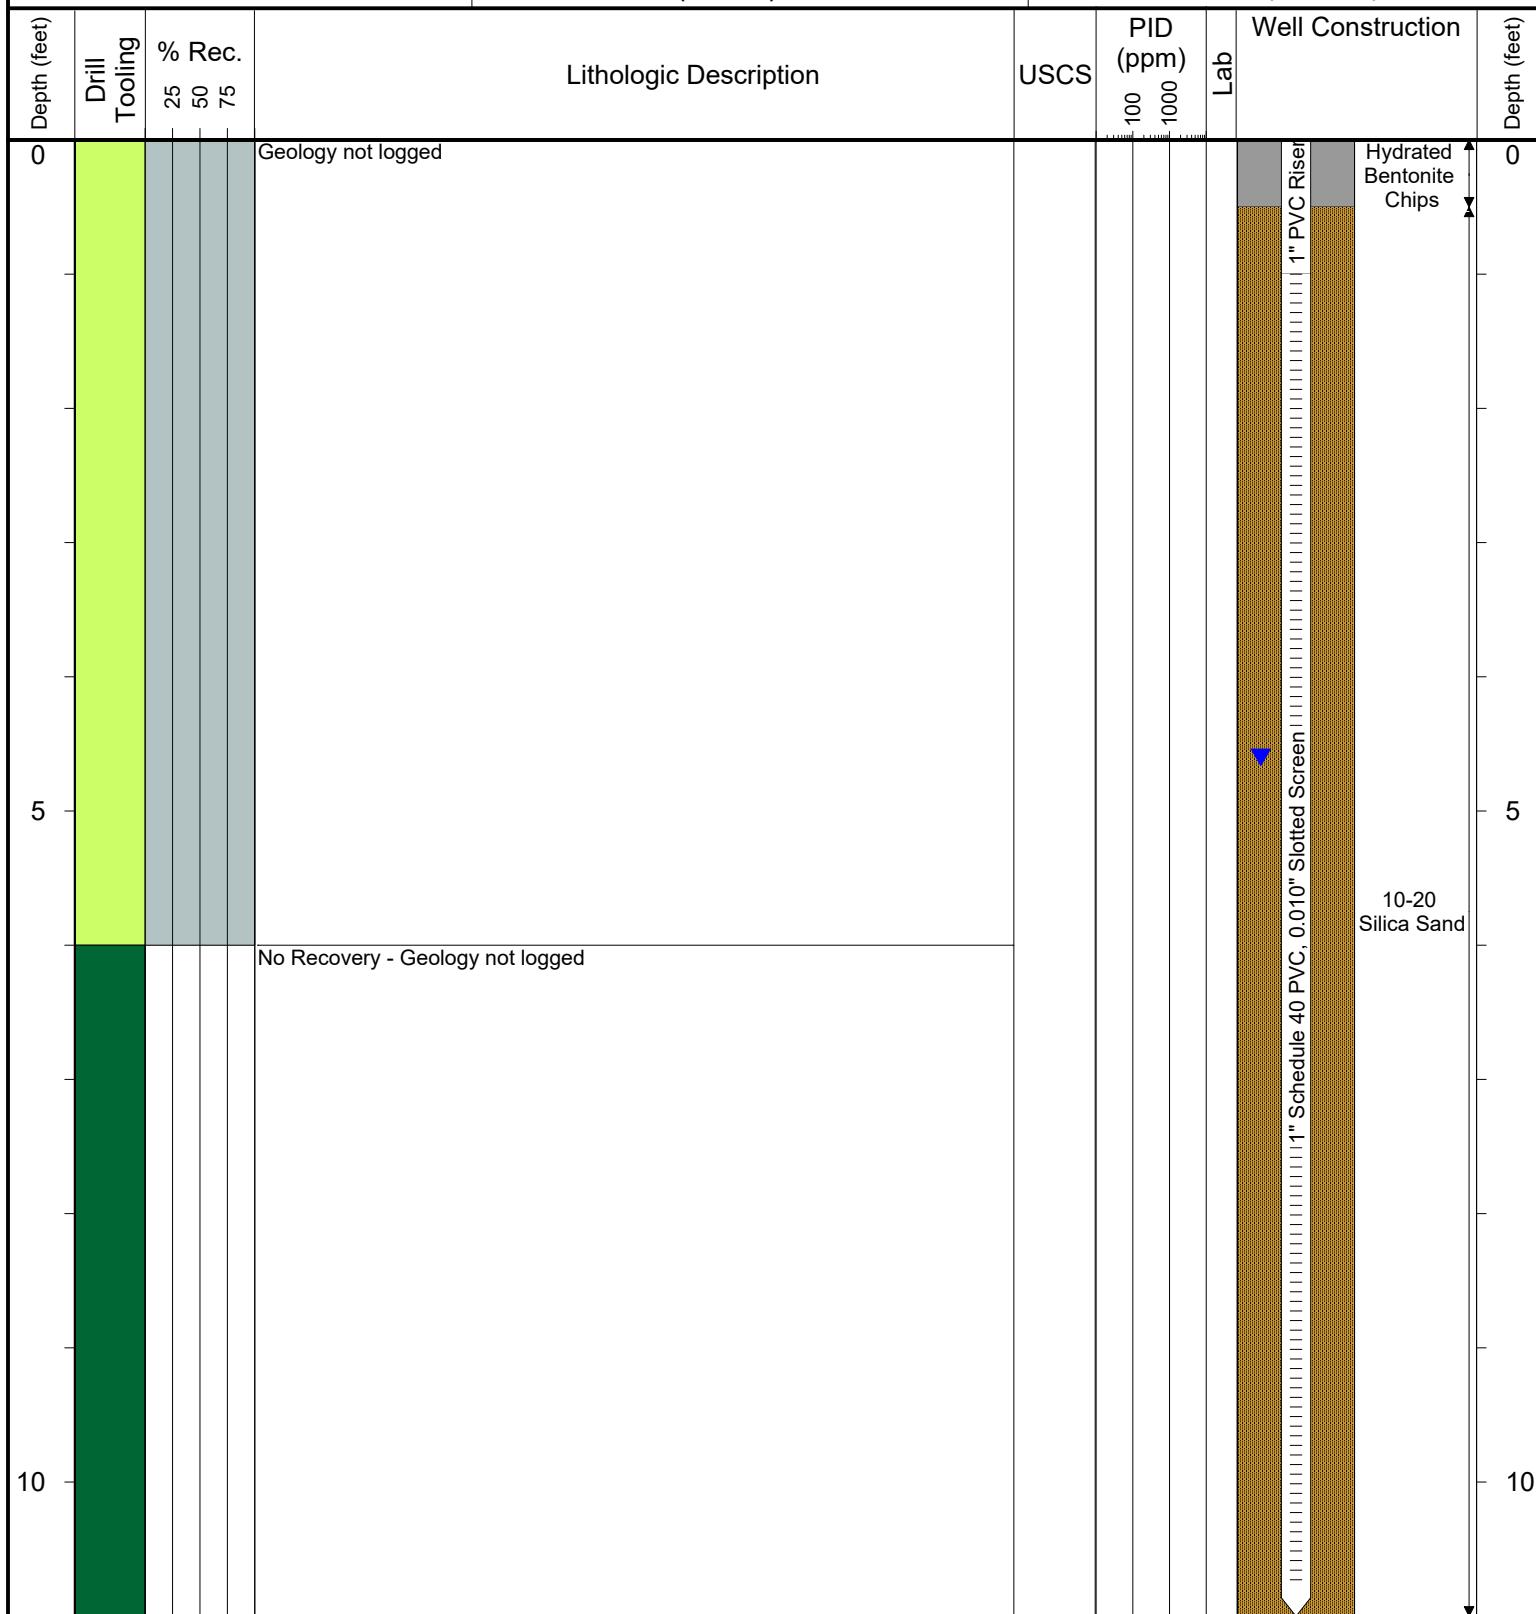 Depth (feet)
Drill
Tooling
% Rec.
25
50
75
Lithologic Description
USCS
PID
(ppm)
100
1000
Lab
Well Construction
Depth (feet)
0
Geology not logged
1" PVC Riser
Hydrated
Bentonite
Chips
0
5
1" Schedule 40 PVC, 0.010" Slotted Screen
5
10-20
Silica Sand
No Recovery - Geology not logged
10
10